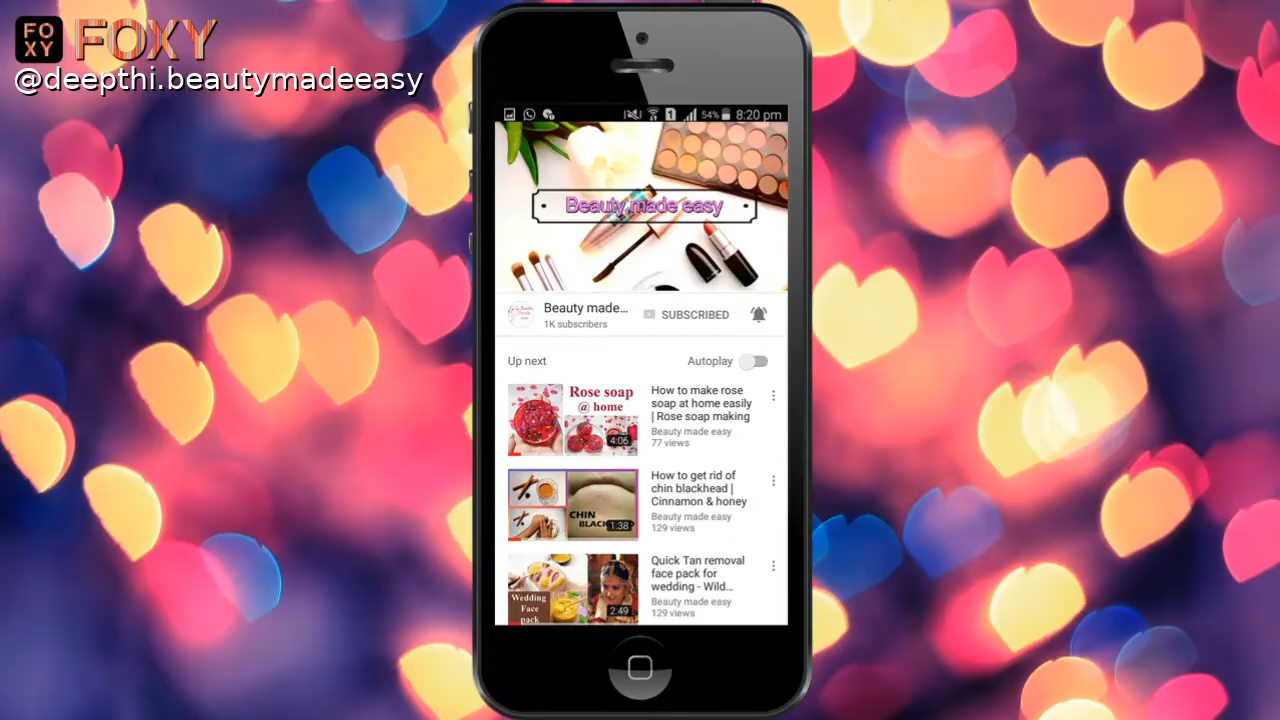 FO
XY
FOXY
@deepthi.beautymadeeasy
1
54%
8:20 pm
Beauty made easy
Beauty made...
1K subscribers
SUBSCRIBED
Up next
Autoplay
Rose soap
@ home
4:06
How to make rose
soap at home easily
| Rose soap making
Beauty made easy
77 views
CHIN
1:38
How to get rid of
chin blackhead |
Cinnamon & honey
Beauty made easy
129 views
Wedding
Face
pack
2:49
Quick Tan removal
face pack for
wedding - Wild...
Beauty made easy
129 views